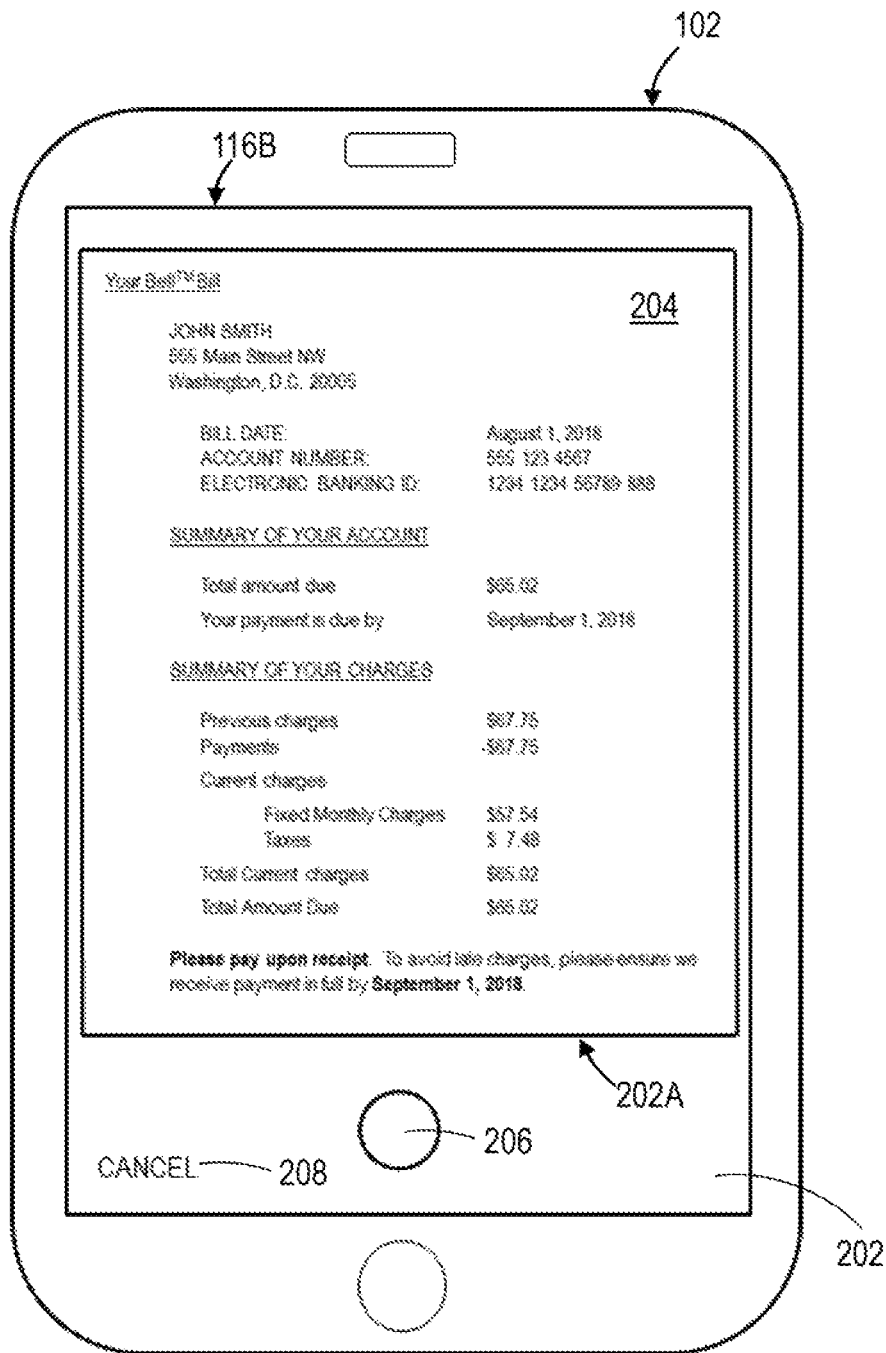 102
116B
Your Bell™ Bill
204
JOHN SMITH
555 Main Street NW
Washington, D.C. 20005
BILL DATE: August 1, 2018
ACCOUNT NUMBER: 555 123 4567
ELECTRONIC BANKING ID: 1234 1234 56789 888
SUMMARY OF YOUR ACCOUNT
Total amount due $65.02
Your payment is due by September 1, 2018
SUMMARY OF YOUR CHARGES
Previous charges $67.75
Payments -$67.75
Current charges
Fixed Monthly Charges $57.54
Taxes $ 7.48
Total Current charges $65.02
Total Amount Due $65.02
Please pay upon receipt. To avoid late charges, please ensure we
receive payment in full by September 1, 2018.
202A
206
CANCEL 208
202